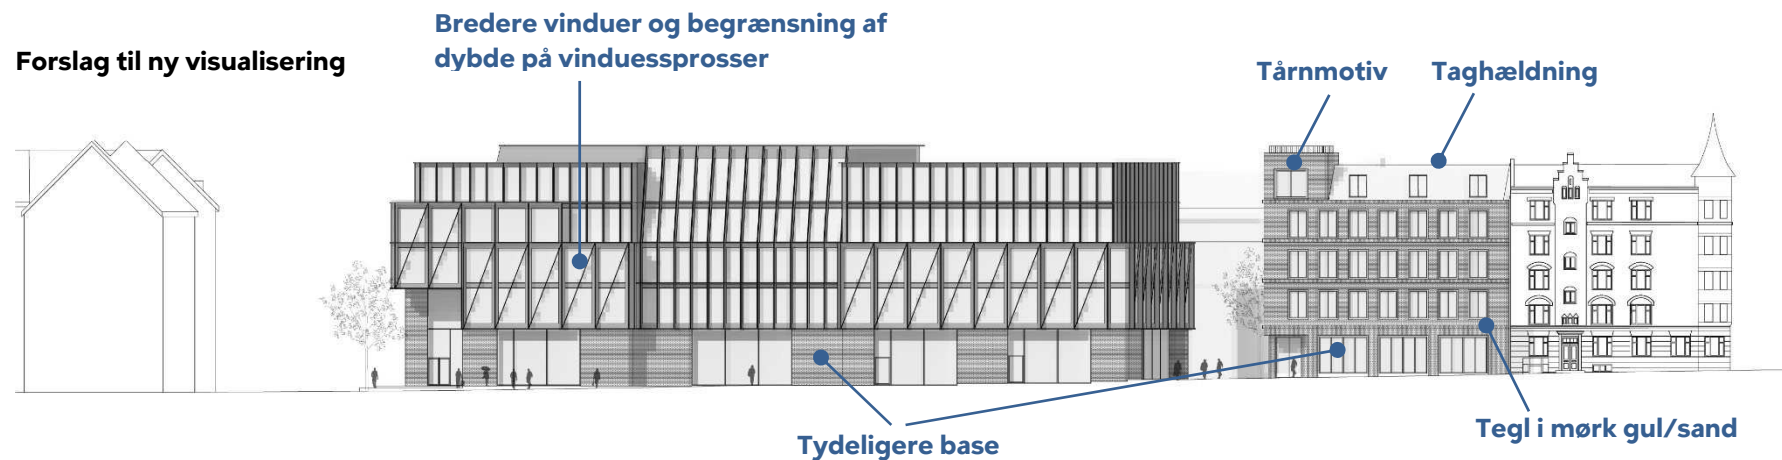 Forslag til ny visualisering
Bredere vinduer og begrænsning af
dybde på vinduessprosser
Tårnmotiv
Taghældning
Tydeligere base
Tegl i mørk gul/sand